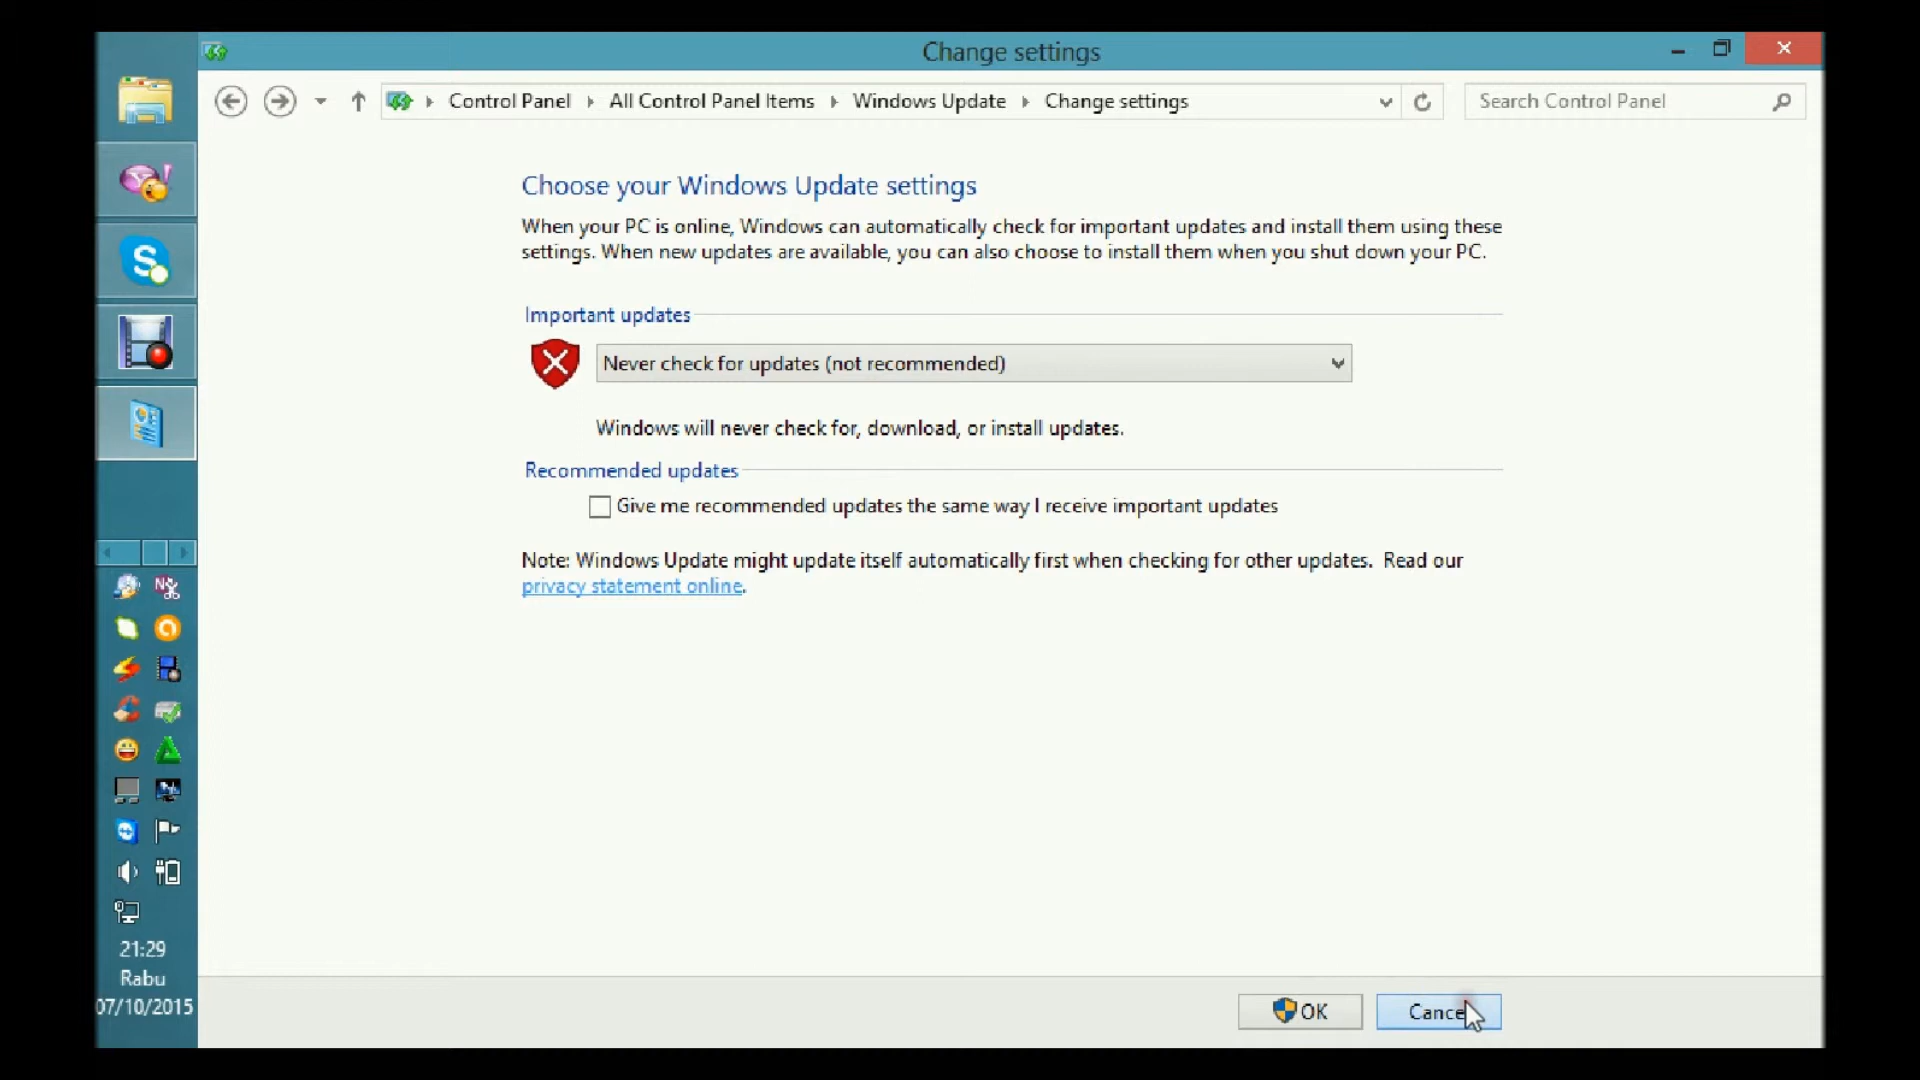 Change settings
Control Panel
All Control Panel Items
Windows Update
Change settings
Search Control Panel
Choose your Windows Update settings
When your PC is online, Windows can automatically check for important updates and install them using these
settings. When new updates are available, you can also choose to install them when you shut down your PC.
Important updates
Never check for updates (not recommended)
Windows will never check for, download, or install updates.
Recommended updates
Give me recommended updates the same way I receive important updates
Note: Windows Update might update itself automatically first when checking for other updates. Read our
privacy statement online.
21:29
Rabu
07/10/2015
OK
Cancel